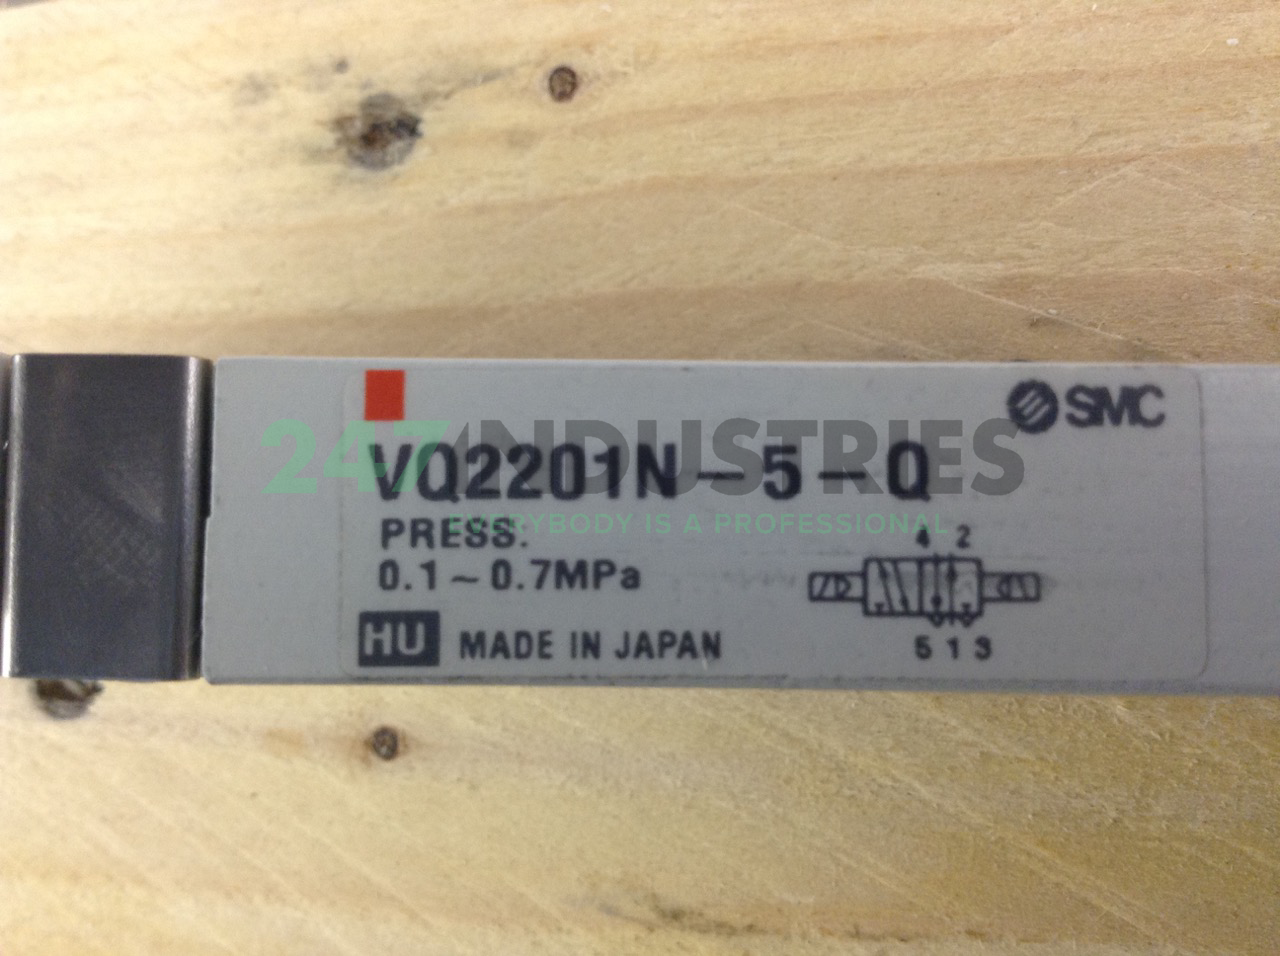 SMC
247INDUSTRIES
VQ2201N-5-Q
EVERYBODY IS A PROFESSIONAL
PRESS.
0.1~0.7MPa
4 2
HU MADE IN JAPAN
5 1 3